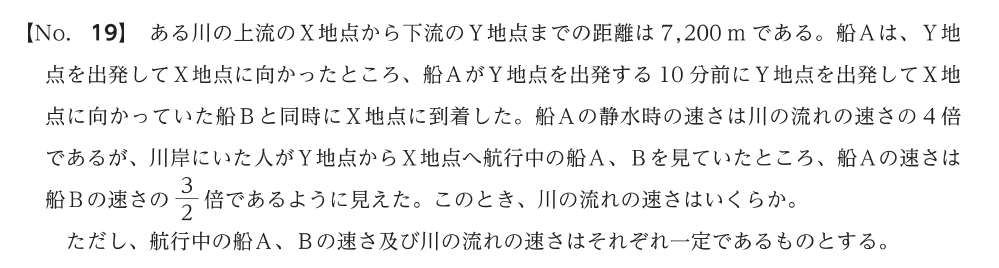 【No. 19】 ある川の上流のX地点から下流のY地点までの距離は 7,200 m である。船Aは、Y地
点を出発してX地点に向かったところ、船AがY地点を出発する 10 分前にY地点を出発してX地
点に向かっていた船Bと同時にX地点に到着した。船Aの静水時の速さは川の流れの速さの 4 倍
であるが、川岸にいた人がY地点からX地点へ航行中の船A、Bを見ていたところ、船Aの速さは
船Bの速さの 3/2 倍であるように見えた。このとき、川の流れの速さはいくらか。
ただし、航行中の船A、Bの速さ及び川の流れの速さはそれぞれ一定であるものとする。